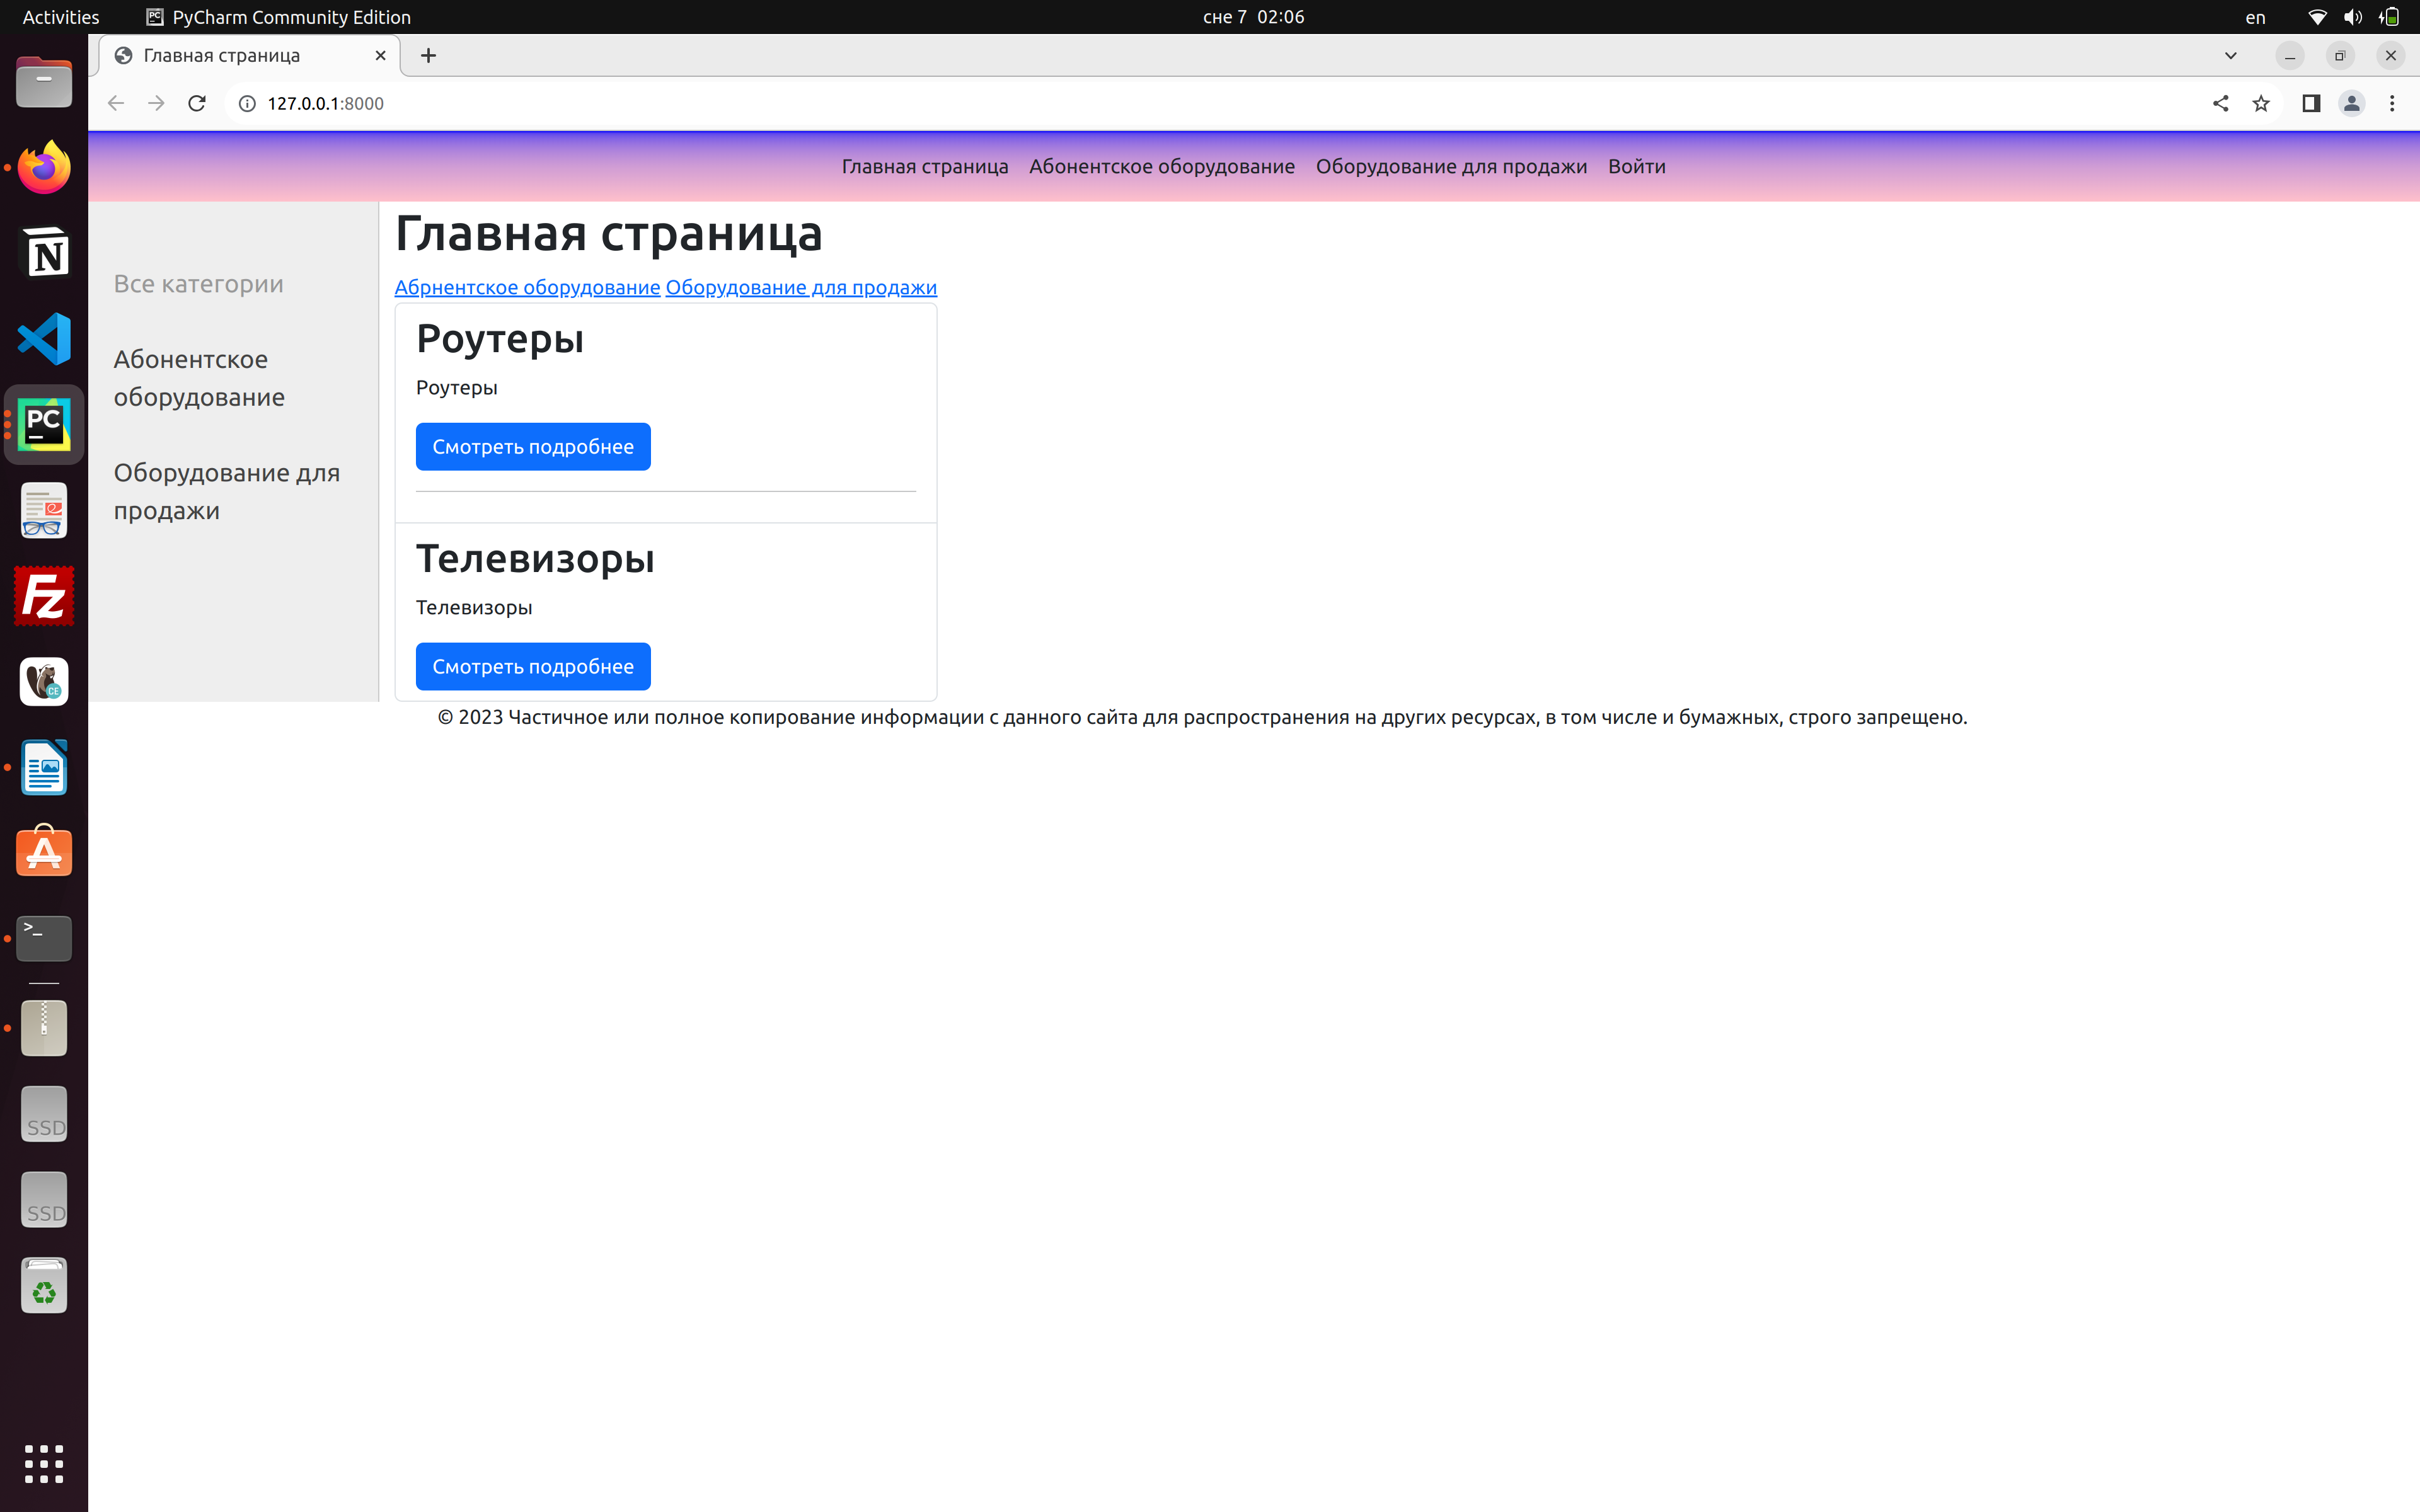 Activities
PyCharm Community Edition
сне 7 02:06
en
Главная страница
127.0.0.1:8000
Главная страница Абонентское оборудование Оборудование для продажи Войти
Все категории
Абонентское
оборудование
Оборудование для
продажи
Главная страница
Абрнентское оборудование Оборудование для продажи
Роутеры
Роутеры
Смотреть подробнее
Телевизоры
Телевизоры
Смотреть подробнее
© 2023 Частичное или полное копирование информации с данного сайта для распространения на других ресурсах, в том числе и бумажных, строго запрещено.
N
PC
Fz
CE
>_
SSD
SSD